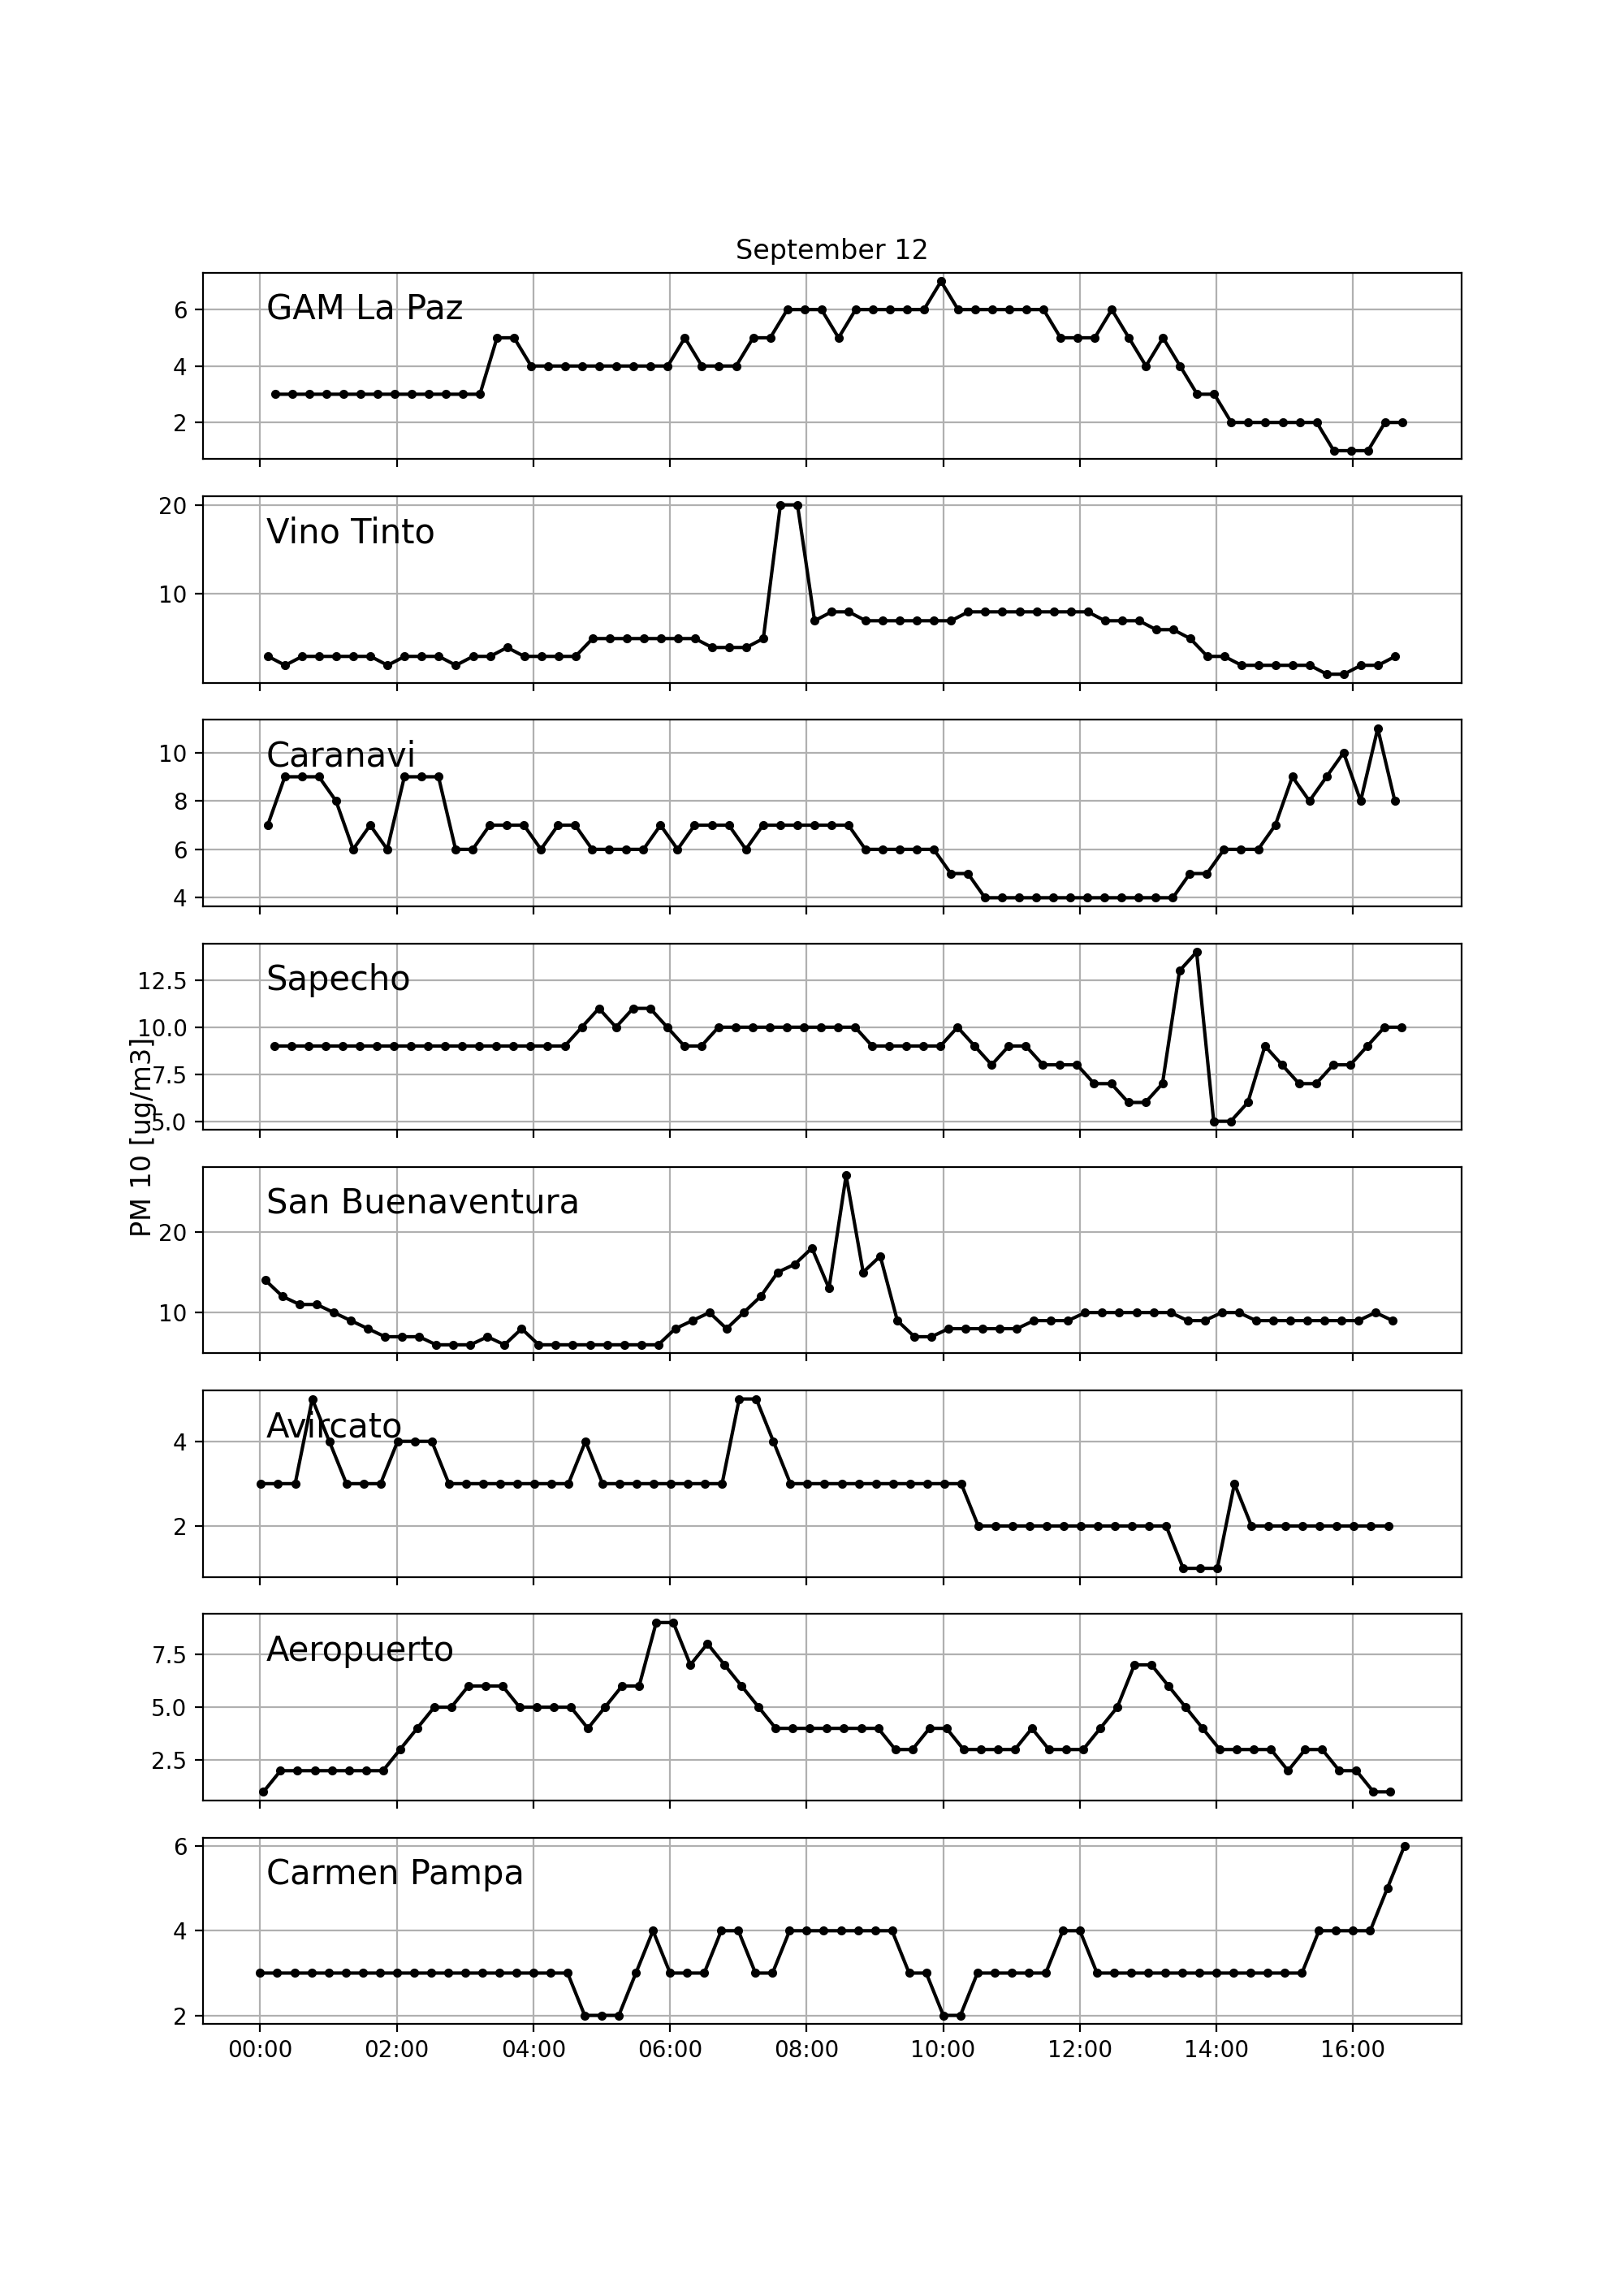 September 12
GAM La Paz
6
4
2
Vino Tinto
20
10
Caranavi
10
8
6
4
Sapecho
12.5
10.0
7.5
5.0
PM 10 [ug/m3]
San Buenaventura
20
10
Avircato
4
2
Aeropuerto
7.5
5.0
2.5
Carmen Pampa
6
4
2
00:00 02:00 04:00 06:00 08:00 10:00 12:00 14:00 16:00